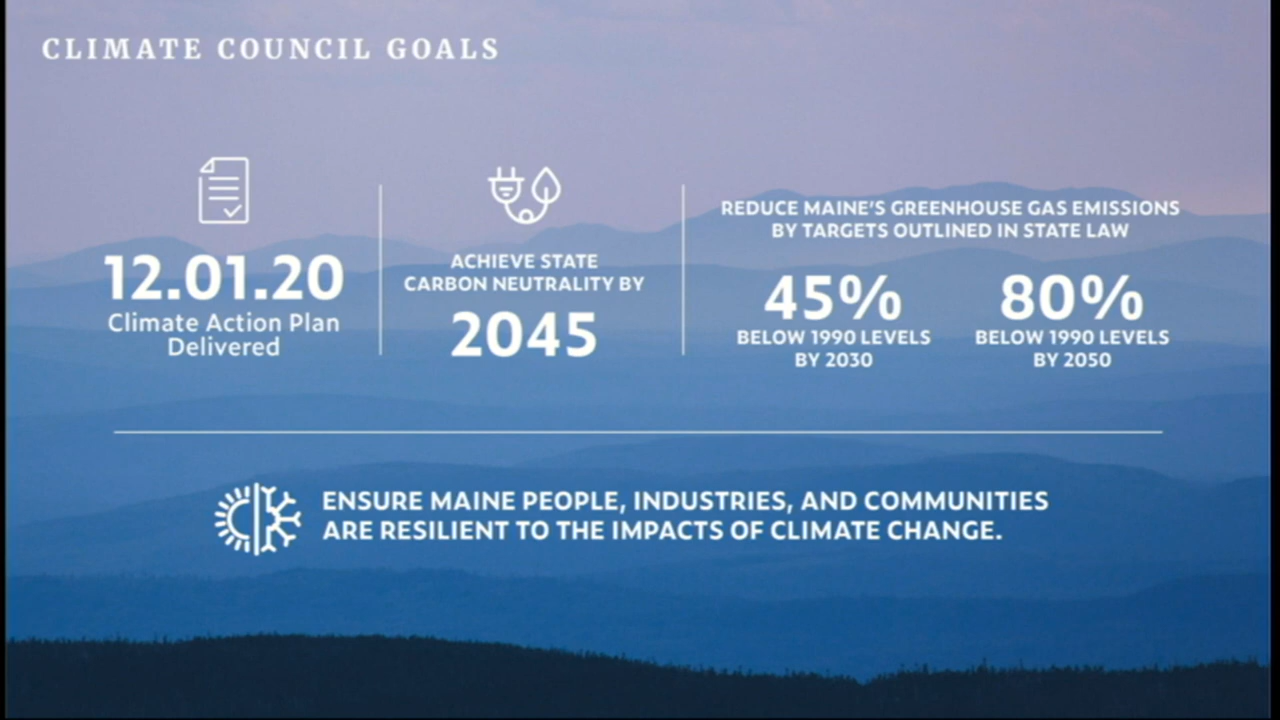 CLIMATE COUNCIL GOALS
12.01.20
Climate Action Plan
Delivered
ACHIEVE STATE
CARBON NEUTRALITY BY
2045
REDUCE MAINE'S GREENHOUSE GAS EMISSIONS
BY TARGETS OUTLINED IN STATE LAW
45%
BELOW 1990 LEVELS
BY 2030
80%
BELOW 1990 LEVELS
BY 2050
ENSURE MAINE PEOPLE, INDUSTRIES, AND COMMUNITIES
ARE RESILIENT TO THE IMPACTS OF CLIMATE CHANGE.